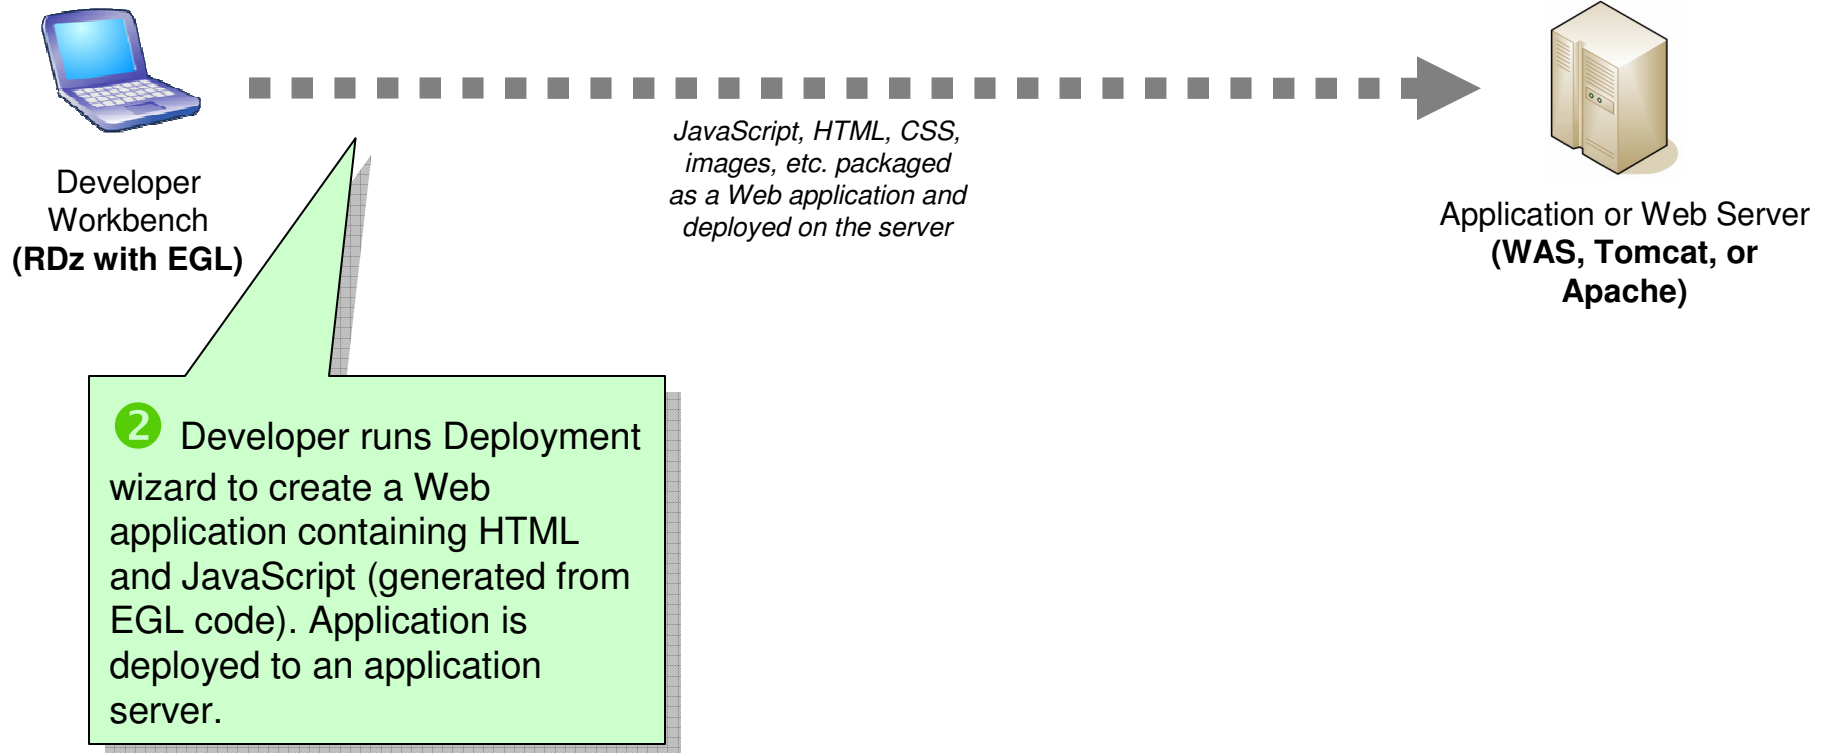 Developer
Workbench
(RDz with EGL)
JavaScript, HTML, CSS,
images, etc. packaged
as a Web application and
deployed on the server
Application or Web Server
(WAS, Tomcat, or
Apache)
❷ Developer runs Deployment
wizard to create a Web
application containing HTML
and JavaScript (generated from
EGL code). Application is
deployed to an application
server.